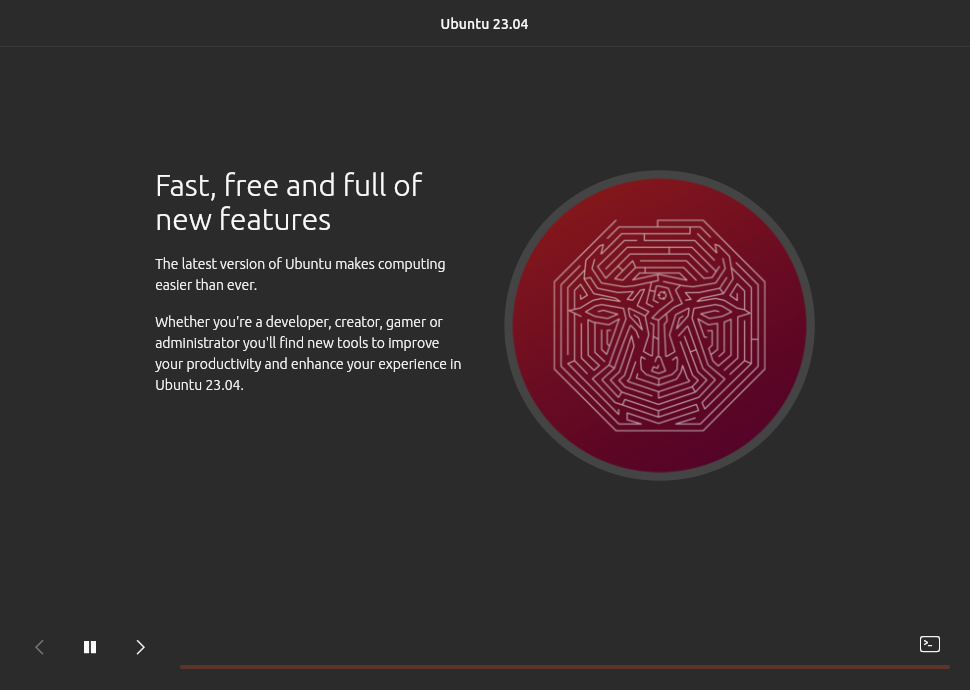 Ubuntu 23.04
Fast, free and full of
new features
The latest version of Ubuntu makes computing
easier than ever.
Whether you're a developer, creator, gamer or
administrator you'll find new tools to improve
your productivity and enhance your experience in
Ubuntu 23.04.